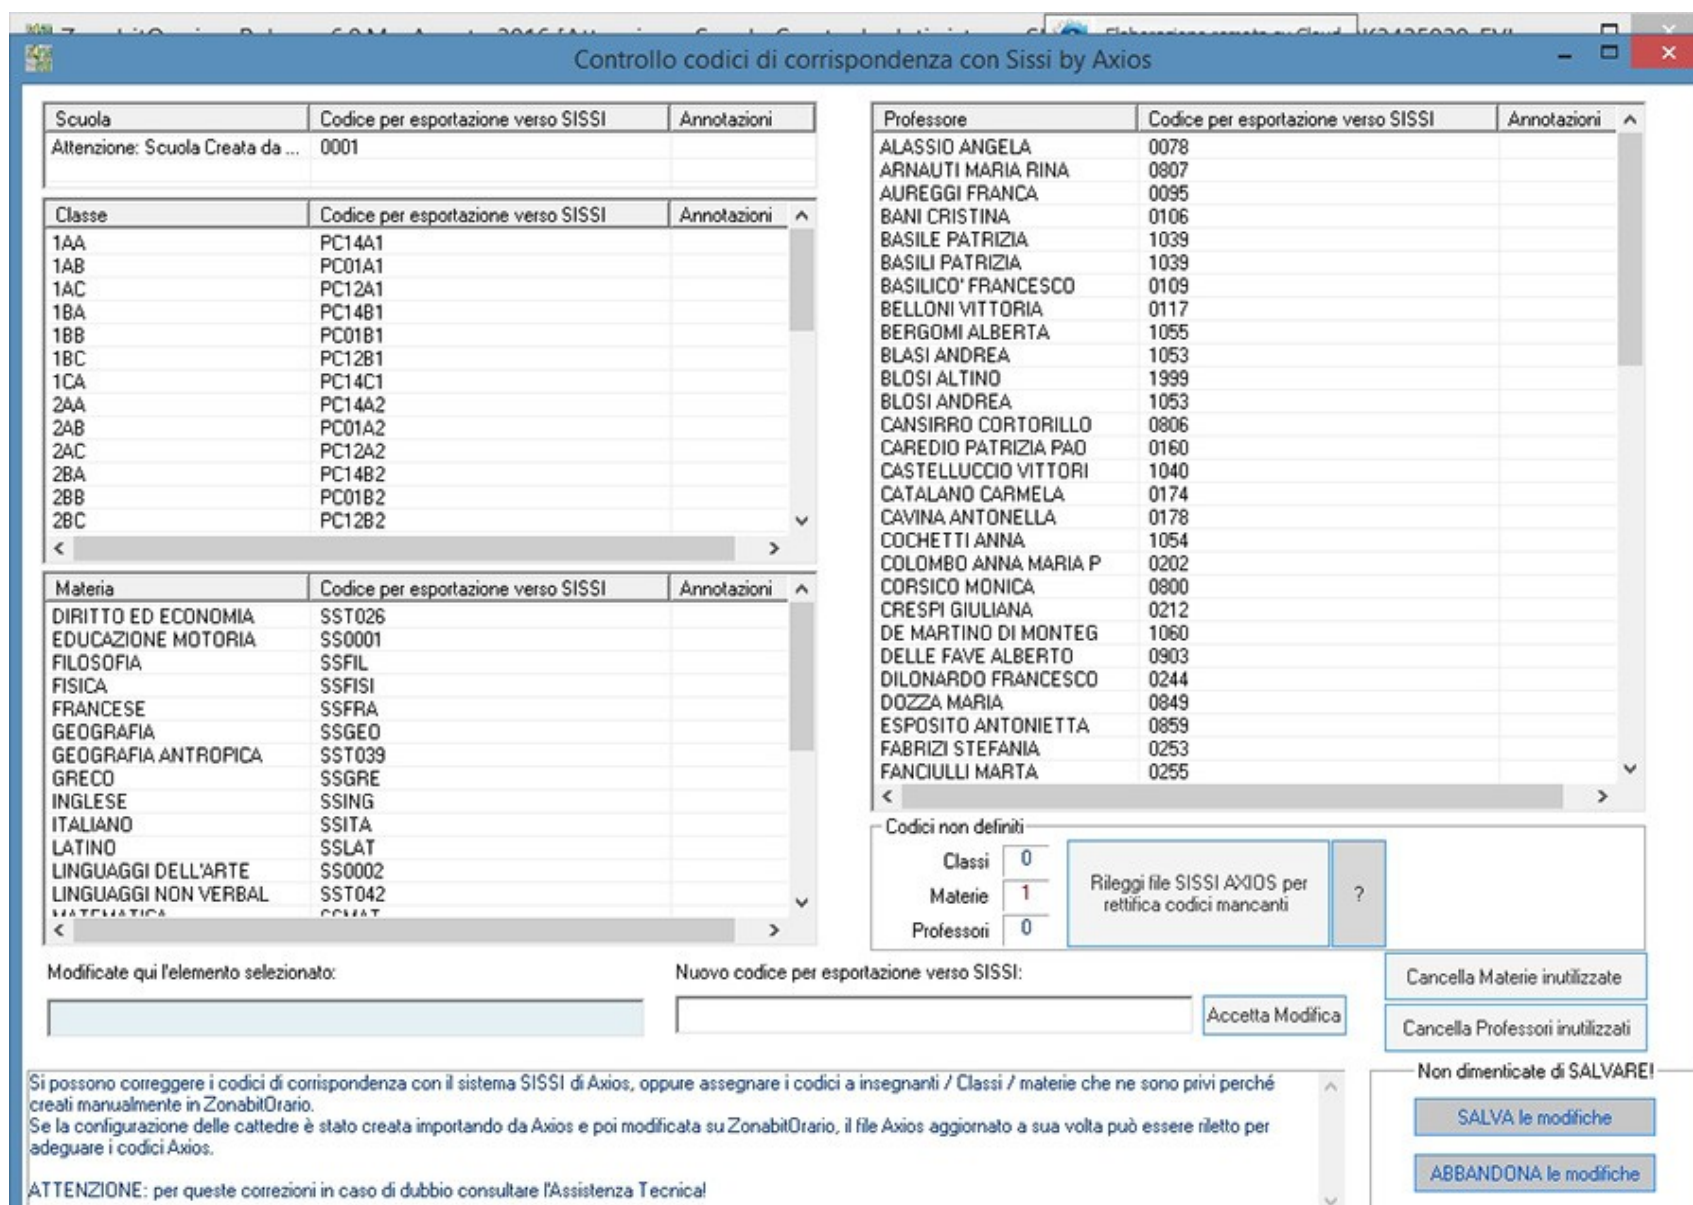 Controllo codici di corrispondenza con Sissi by Axios
Scuola Codice per esportazione verso SISSI Annotazioni
Attenzione: Scuola Creata da ... 0001
Classe Codice per esportazione verso SISSI Annotazioni
1AA PC14A1
1AB PC01A1
1AC PC12A1
1BA PC14B1
1BB PC01B1
1BC PC12B1
1CA PC14C1
2AA PC14A2
2AB PC01A2
2AC PC12A2
2BA PC14B2
2BB PC01B2
2BC PC12B2
Materia Codice per esportazione verso SISSI Annotazioni
DIRITTO ED ECONOMIA SST026
EDUCAZIONE MOTORIA SS0001
FILOSOFIA SSFIL
FISICA SSFISI
FRANCESE SSFRA
GEOGRAFIA SSGEO
GEOGRAFIA ANTROPICA SST039
GRECO SSGRE
INGLESE SSING
ITALIANO SSITA
LATINO SSLAT
LINGUAGGI DELL'ARTE SS0002
LINGUAGGI NON VERBAL SST042
MATEMATICA SSMAT
Professore Codice per esportazione verso SISSI Annotazioni
ALASSIO ANGELA 0078
ARNAUTI MARIA RINA 0807
AUREGGI FRANCA 0095
BANI CRISTINA 0106
BASILE PATRIZIA 1039
BASILI PATRIZIA 1039
BASILICO' FRANCESCO 0109
BELLONI VITTORIA 0117
BERGOMI ALBERTA 1055
BLASI ANDREA 1053
BLOSI ALTINO 1999
BLOSI ANDREA 1053
CANSIRRO CORTORILLO 0806
CAREDIO PATRIZIA PAO 0160
CASTELLUCCIO VITTORI 1040
CATALANO CARMELA 0174
CAVINA ANTONELLA 0178
COCHETTI ANNA 1054
COLOMBO ANNA MARIA P 0202
CORSICO MONICA 0800
CRESPI GIULIANA 0212
DE MARTINO DI MONTEG 1060
DELLE FAVE ALBERTO 0903
DILONARDO FRANCESCO 0244
DOZZA MARIA 0849
ESPOSITO ANTONIETTA 0859
FABRIZI STEFANIA 0253
FANCIULLI MARTA 0255
Codici non definiti
Classi 0
Materie 1
Professori 0
Rileggi file SISSI AXIOS per
rettifica codici mancanti
?
Modificate qui l'elemento selezionato:
Nuovo codice per esportazione verso SISSI:
Accetta Modifica
Cancella Materie inutilizzate
Cancella Professori inutilizzati
Si possono correggere i codici di corrispondenza con il sistema SISSI di Axios, oppure assegnare i codici a insegnanti / Classi / materie che ne sono privi perché
creati manualmente in ZonabitOrario.
Se la configurazione delle cattedre è stato creata importando da Axios e poi modificata su ZonabitOrario, il file Axios aggiornato a sua volta può essere riletto per
adeguare i codici Axios.
ATTENZIONE: per queste correzioni in caso di dubbio consultare l'Assistenza Tecnica!
Non dimenticate di SALVARE!
SALVA le modifiche
ABBANDONA le modifiche